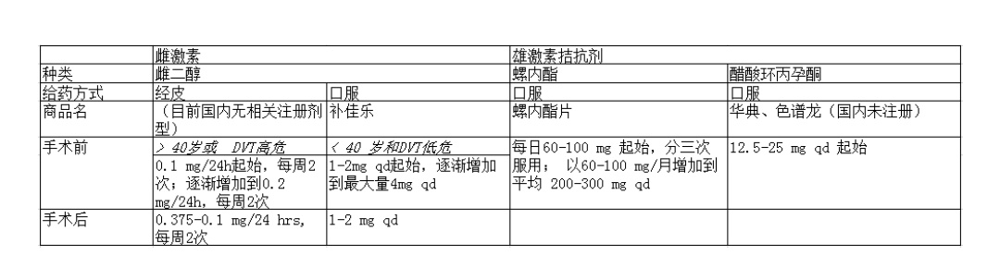 雌激素 雄激素拮抗剂
种类 雌二醇 螺内酯 醋酸环丙孕酮
给药方式 经皮 口服 口服 口服
商品名 （目前国内无相关注册剂型） 补佳乐 螺内酯片 华典、色谱龙（国内未注册）
手术前 > 40岁或 DVT高危 < 40 岁和DVT低危 每日60-100 mg 起始，分三次服用； 以60-100 mg/月增加到平均 200-300 mg qd 12.5-25 mg qd 起始
0.1 mg/24h起始，每周2次；逐渐增加到0.2 mg/24h，每周2次 1-2mg qd起始，逐渐增加到最大量4mg qd
手术后 0.375-0.1 mg/24 hrs, 每周2次 1-2 mg qd